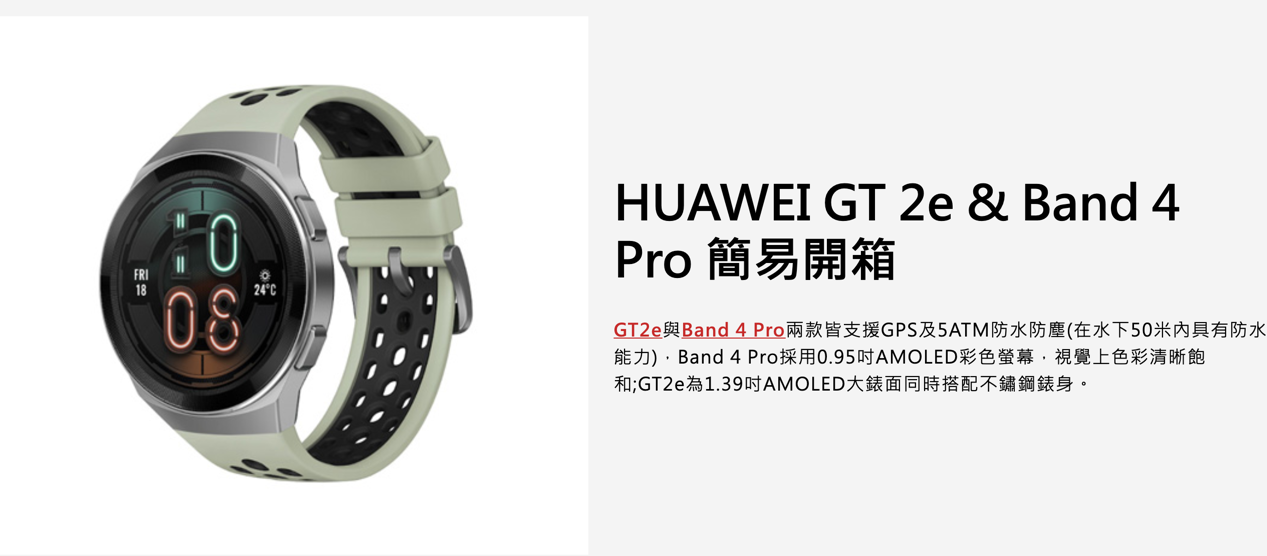 10
08
FRI
18
24°C
HUAWEI GT 2e & Band 4
Pro 簡易開箱
GT2e與Band 4 Pro兩款皆支援GPS及5ATM防水防塵(在水下50米內具有防水
能力)，Band 4 Pro採用0.95吋AMOLED彩色螢幕，視覺上色彩清晰飽
和;GT2e為1.39吋AMOLED大錶面同時搭配不鏽鋼錶身。